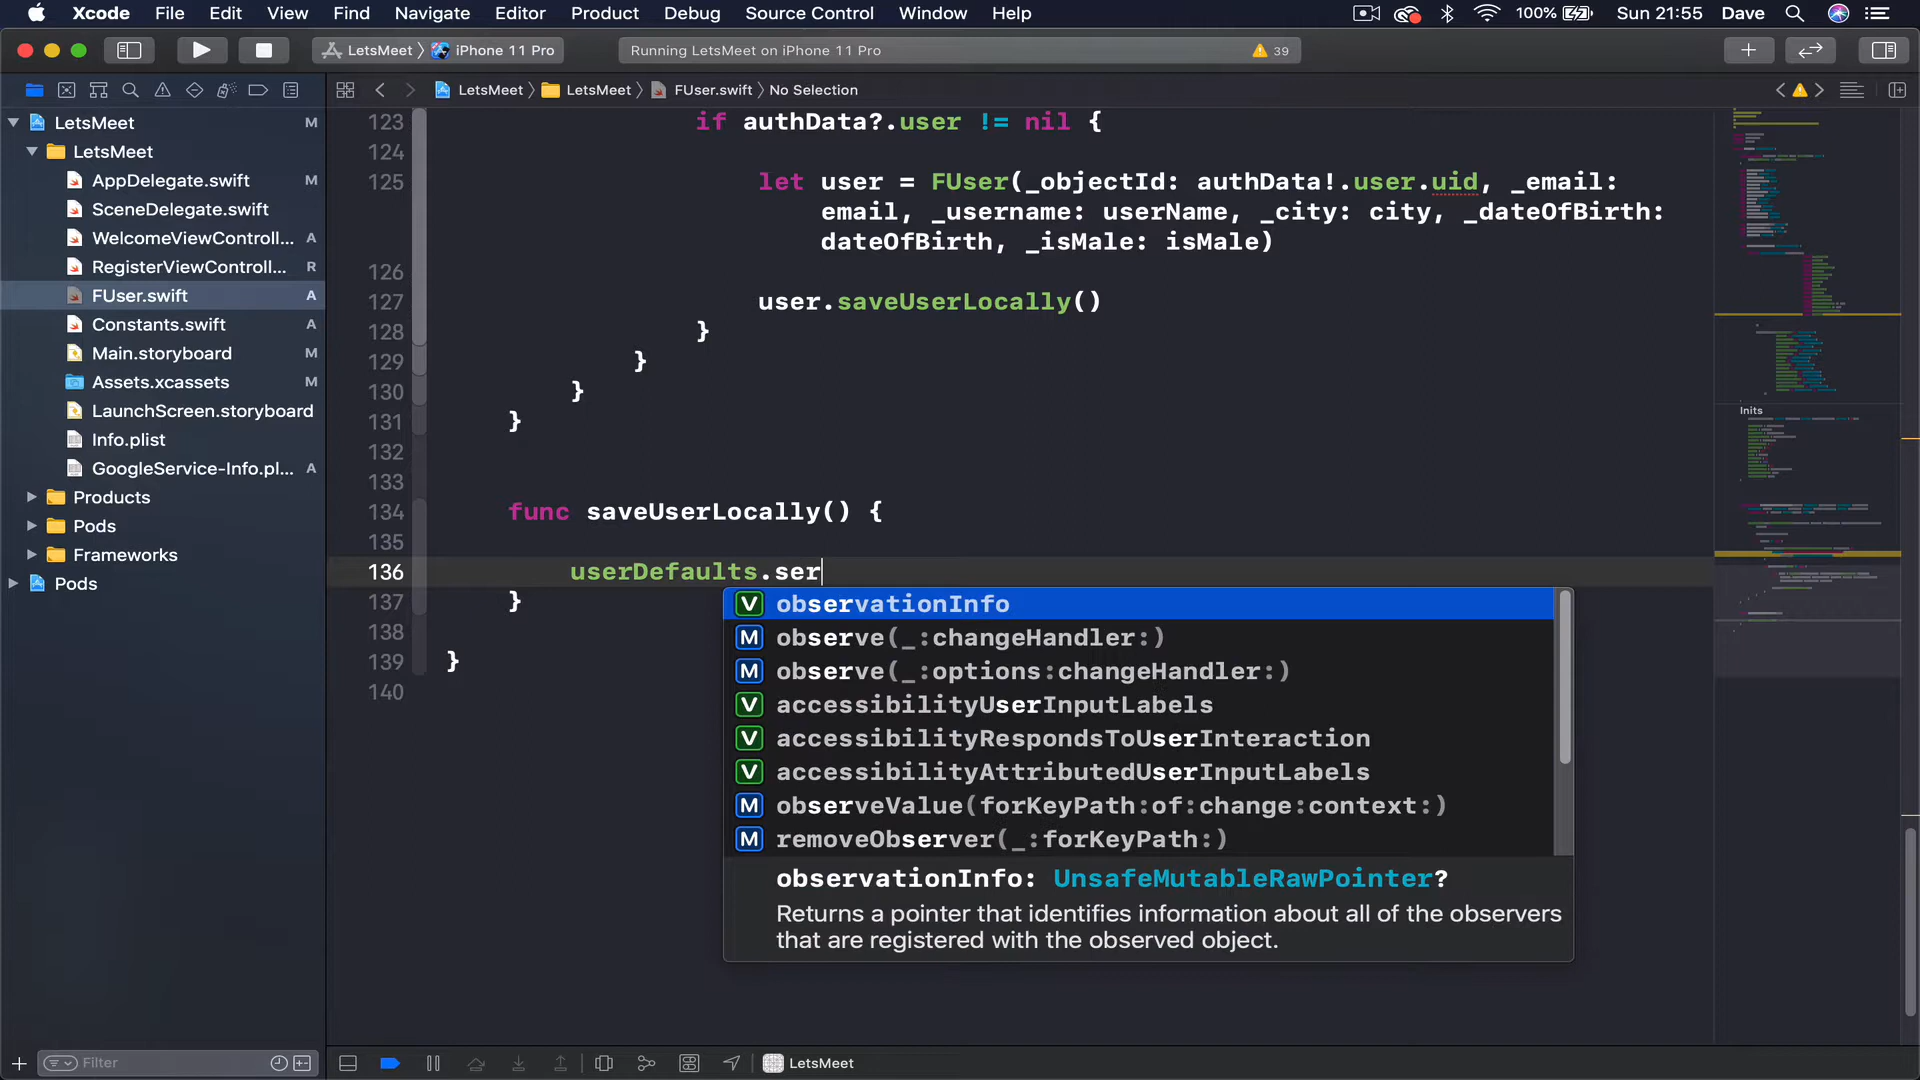 Xcode File Edit View Find Navigate Editor Product Debug Source Control Window Help 100% Sun 21:55 Dave
LetsMeet iPhone 11 Pro Running LetsMeet on iPhone 11 Pro 39
LetsMeet LetsMeet FUser.swift No Selection
LetsMeet M
LetsMeet
AppDelegate.swift M
SceneDelegate.swift
WelcomeViewControll... A
RegisterViewControll... R
FUser.swift A
Constants.swift A
Main.storyboard M
Assets.xcassets M
LaunchScreen.storyboard
Info.plist
GoogleService-Info.pl... A
Products
Pods
Frameworks
Pods
Filter
123 if authData?.user != nil {
124
125 let user = FUser(_objectId: authData!.user.uid, _email:
email, _username: userName, _city: city, _dateOfBirth:
dateOfBirth, _isMale: isMale)
126
127 user.saveUserLocally()
128 }
129 }
130 }
131 }
132
133
134 func saveUserLocally() {
135
136 userDefaults.ser
137 }
138
139 }
140
V observationInfo
M observe(_:changeHandler:)
M observe(_:options:changeHandler:)
V accessibilityUserInputLabels
V accessibilityRespondsToUserInteraction
V accessibilityAttributedUserInputLabels
M observeValue(forKeyPath:of:change:context:)
M removeObserver(_:forKeyPath:)
observationInfo: UnsafeMutableRawPointer?
Returns a pointer that identifies information about all of the observers
that are registered with the observed object.
Inits
LetsMeet